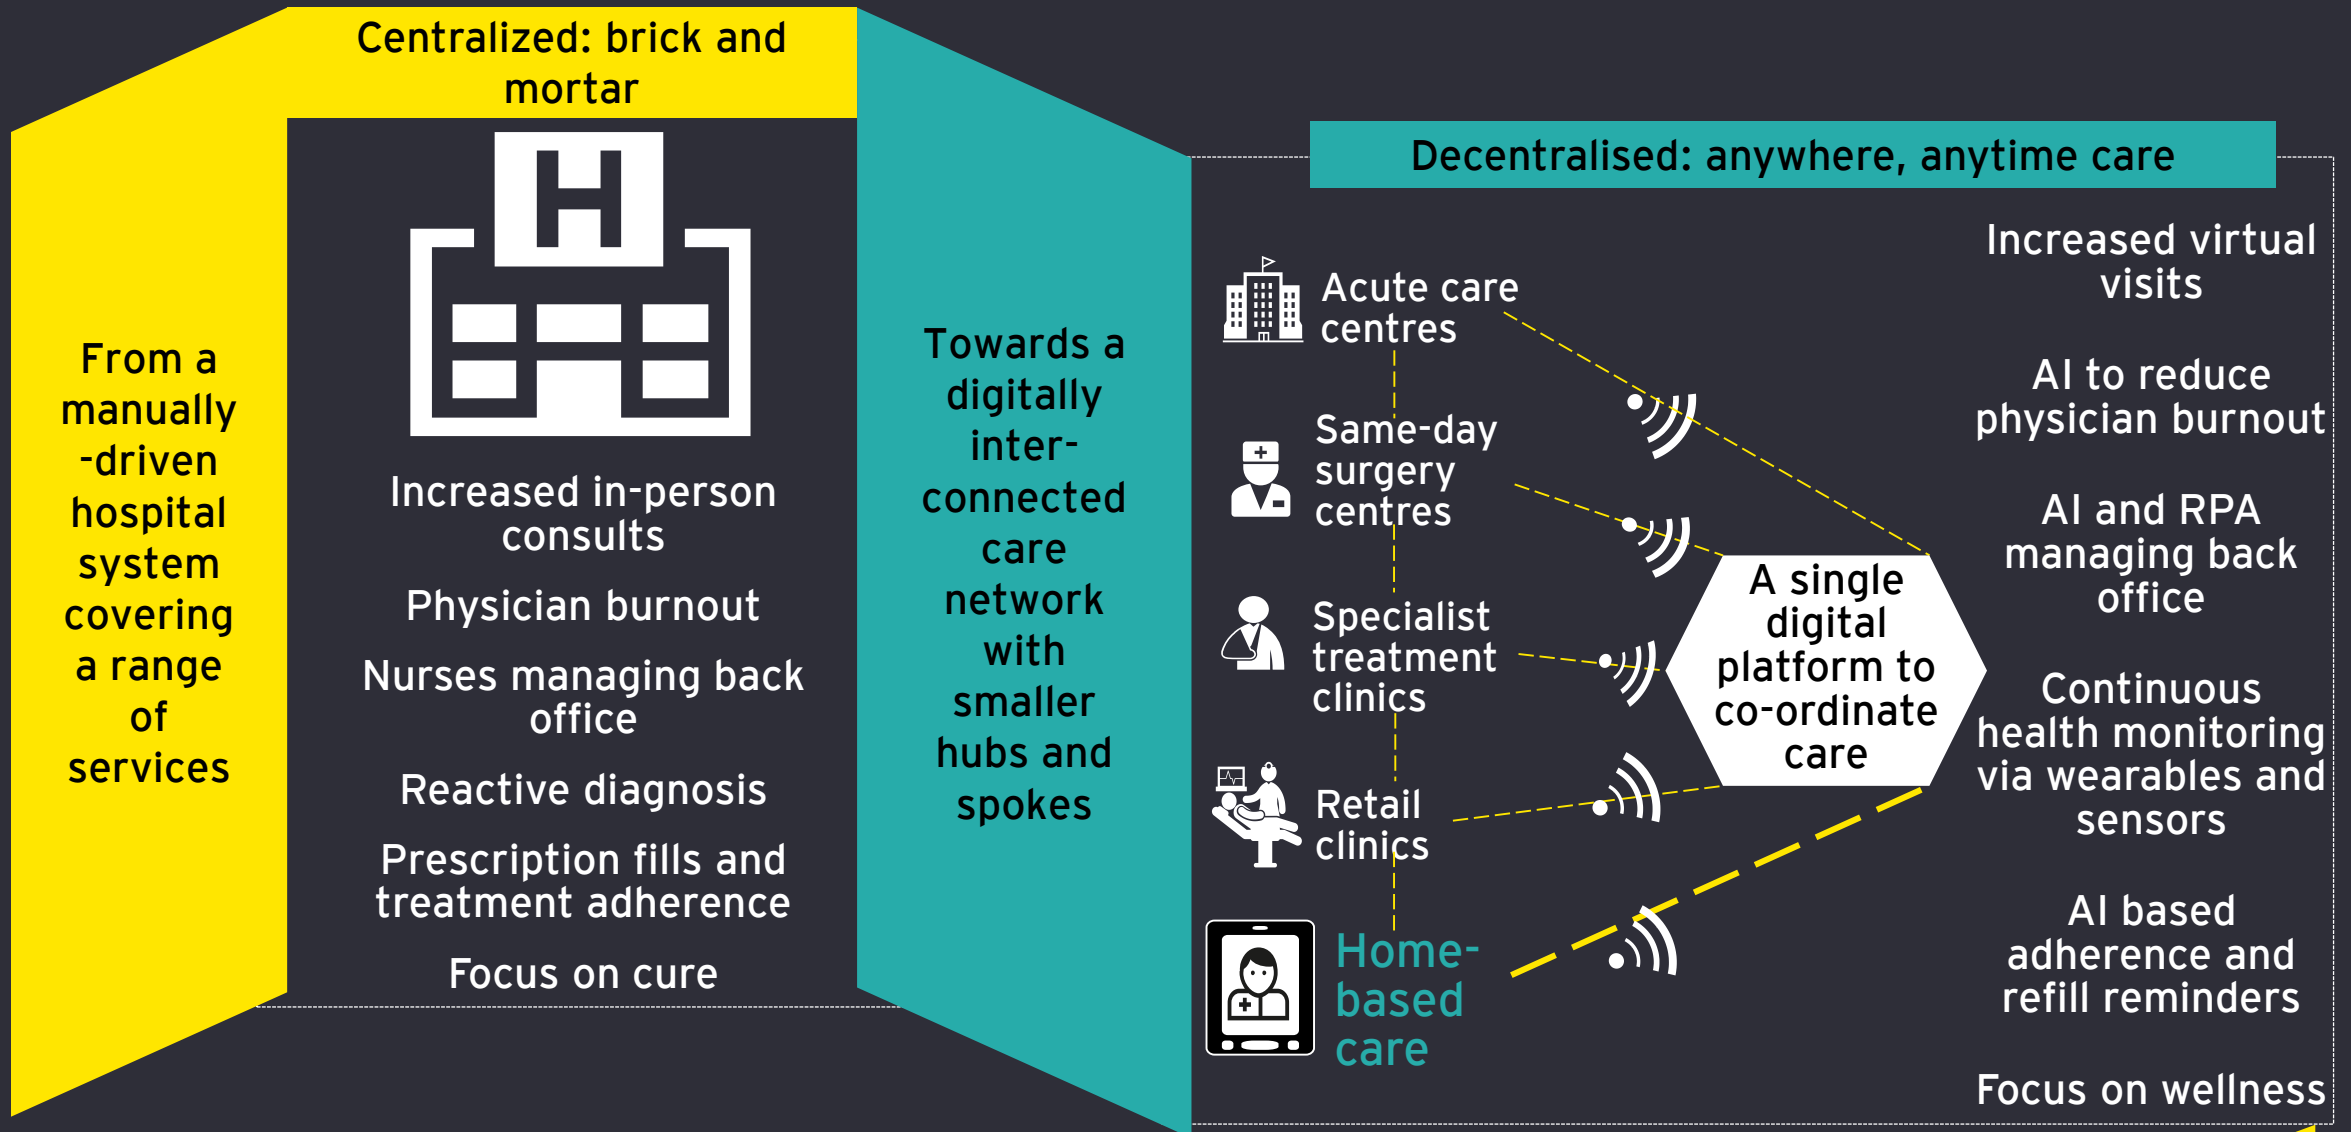 From a
manually
-driven
hospital
system
covering
a range
of
services
Centralized: brick and
mortar
H
Increased in-person
consults
Physician burnout
Nurses managing back
office
Reactive diagnosis
Prescription fills and
treatment adherence
Focus on cure
Towards a
digitally
inter-
connected
care
network
with
smaller
hubs and
spokes
Decentralised: anywhere, anytime care
Acute care
centres
Same-day
surgery
centres
Specialist
treatment
clinics
Retail
clinics
Home-
based
care
A single
digital
platform to
co-ordinate
care
Increased virtual
visits
AI to reduce
physician burnout
AI and RPA
managing back
office
Continuous
health monitoring
via wearables and
sensors
AI based
adherence and
refill reminders
Focus on wellness